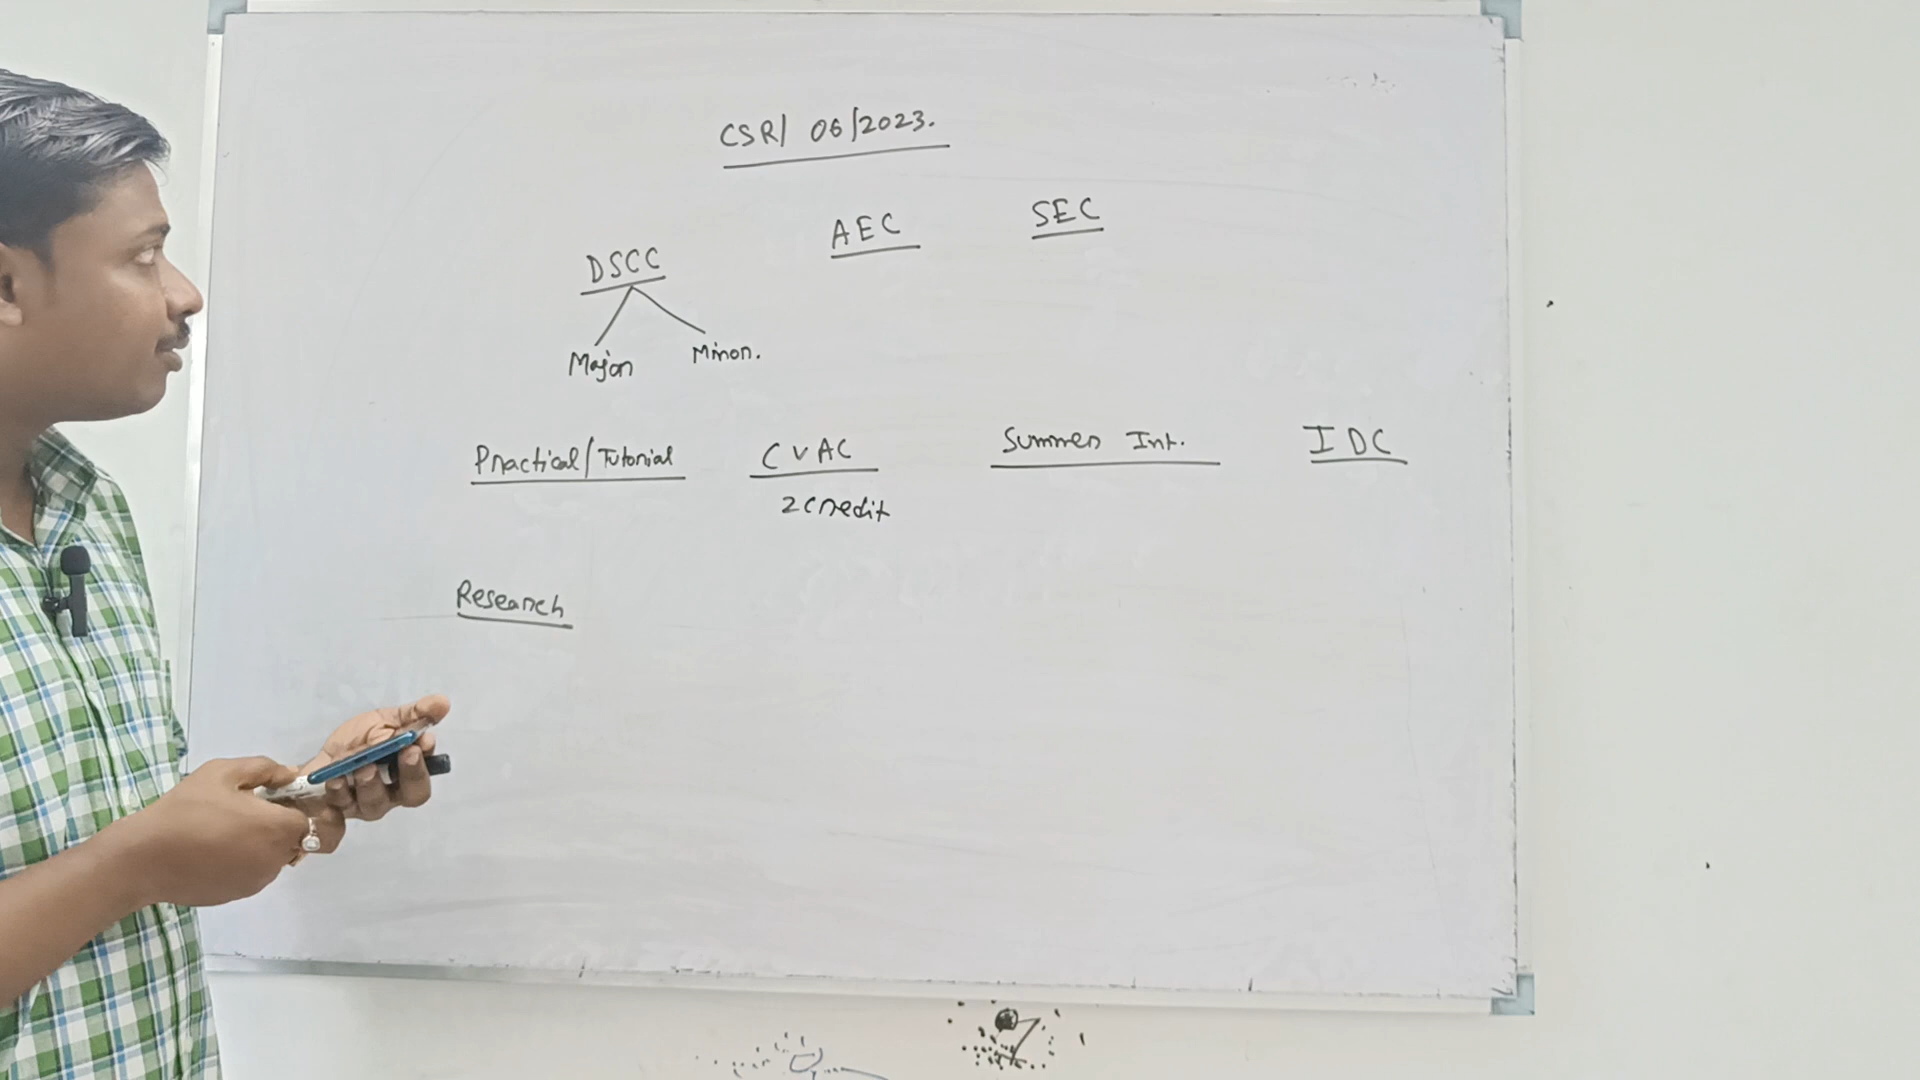 CSR/ 06/2023.
DSCC AEC SEC
Major Minor.
Practical/Tutorial CVAC Summer Int. IDC
2 credit
Research